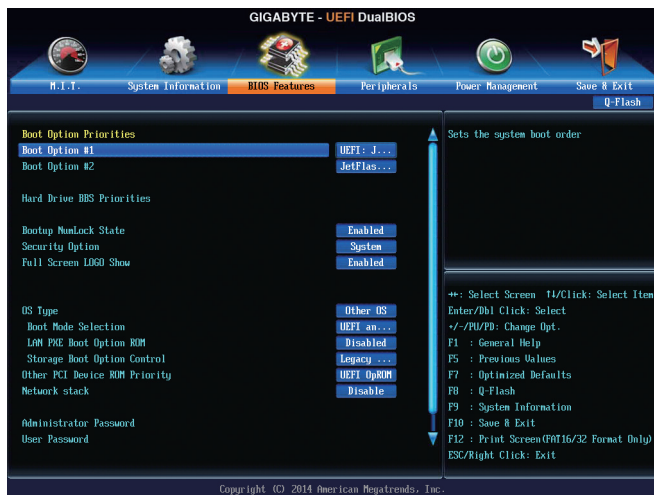 GIGABYTE - UEFI DualBIOS
M.I.T. System Information BIOS Features Peripherals Power Management Save & Exit
Q-Flash
Boot Option Priorities
Boot Option #1 UEFI: J...
Boot Option #2 JetFlas...
Hard Drive BBS Priorities
Bootup NumLock State Enabled
Security Option System
Full Screen LOGO Show Enabled
OS Type Other OS
Boot Mode Selection UEFI an...
LAN PXE Boot Option ROM Disabled
Storage Boot Option Control Legacy ...
Other PCI Device ROM Priority UEFI OpROM
Network stack Disable
Administrator Password
User Password
Sets the system boot order
→←: Select Screen ↑↓/Click: Select Item
Enter/Dbl Click: Select
+/-/PU/PD: Change Opt.
F1 : General Help
F5 : Previous Values
F7 : Optimized Defaults
F8 : Q-Flash
F9 : System Information
F10 : Save & Exit
F12 : Print Screen(FAT16/32 Format Only)
ESC/Right Click: Exit
Copyright (C) 2014 American Megatrends, Inc.